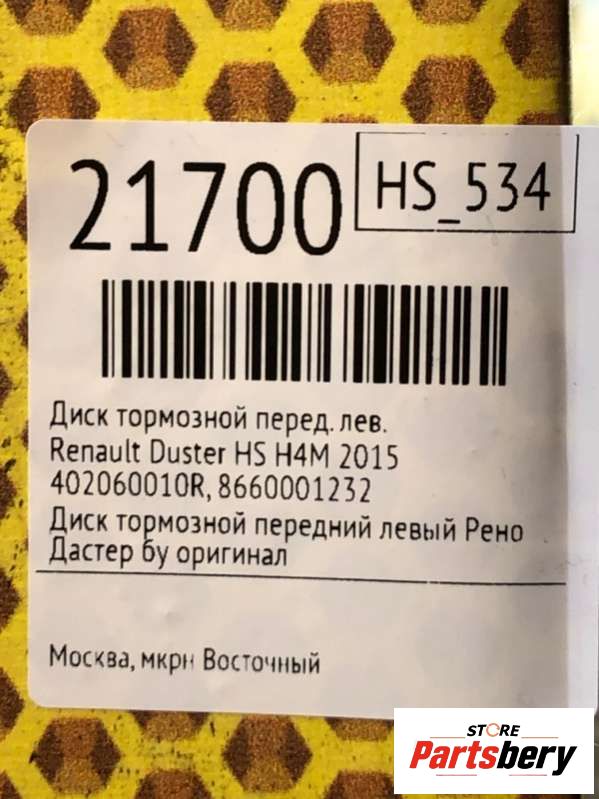 21700
HS_534
Диск тормозной перед. лев.
Renault Duster HS H4M 2015
402060010R, 8660001232
Диск тормозной передний левый Рено
Дастер бу оригинал
Москва, мкрн Восточный
STORE
Partsbery